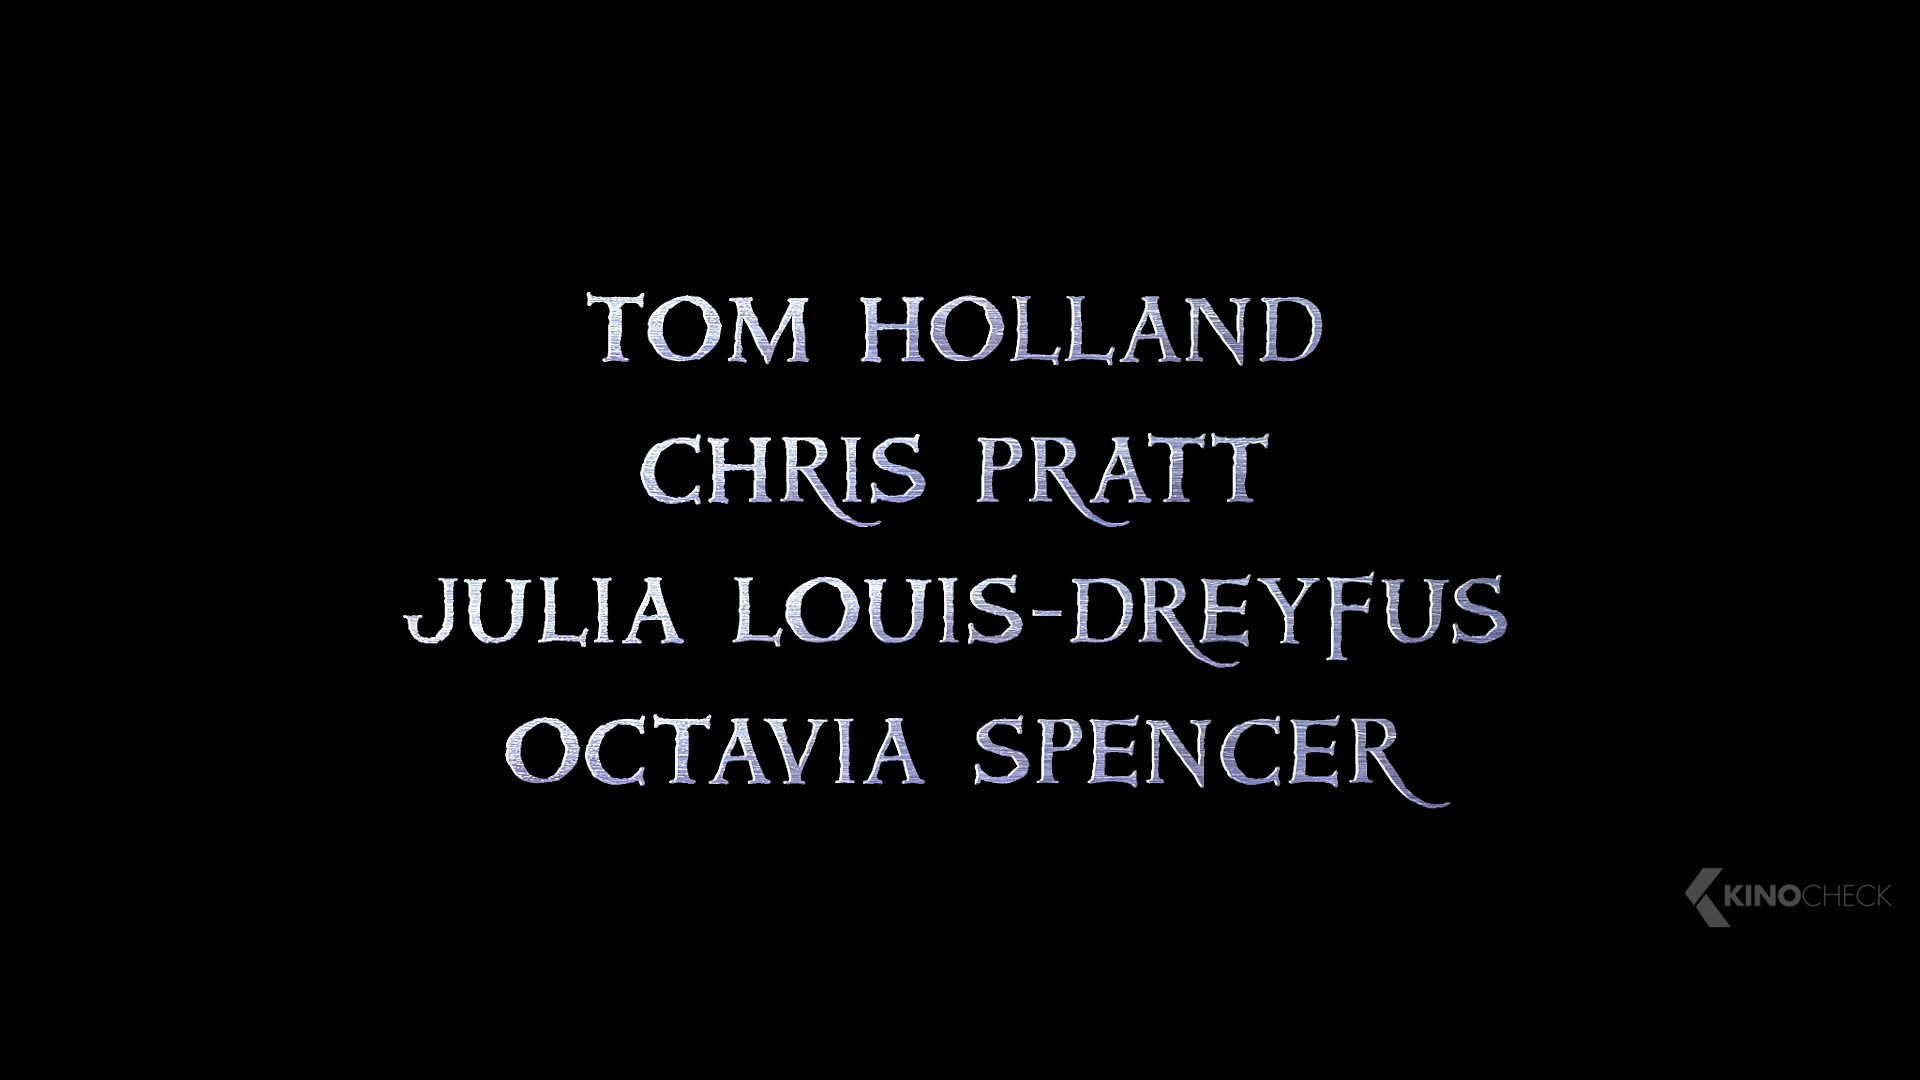 TOM HOLLAND
CHRIS PRATT
JULIA LOUIS-DREYFUS
OCTAVIA SPENCER
KINOCHECK